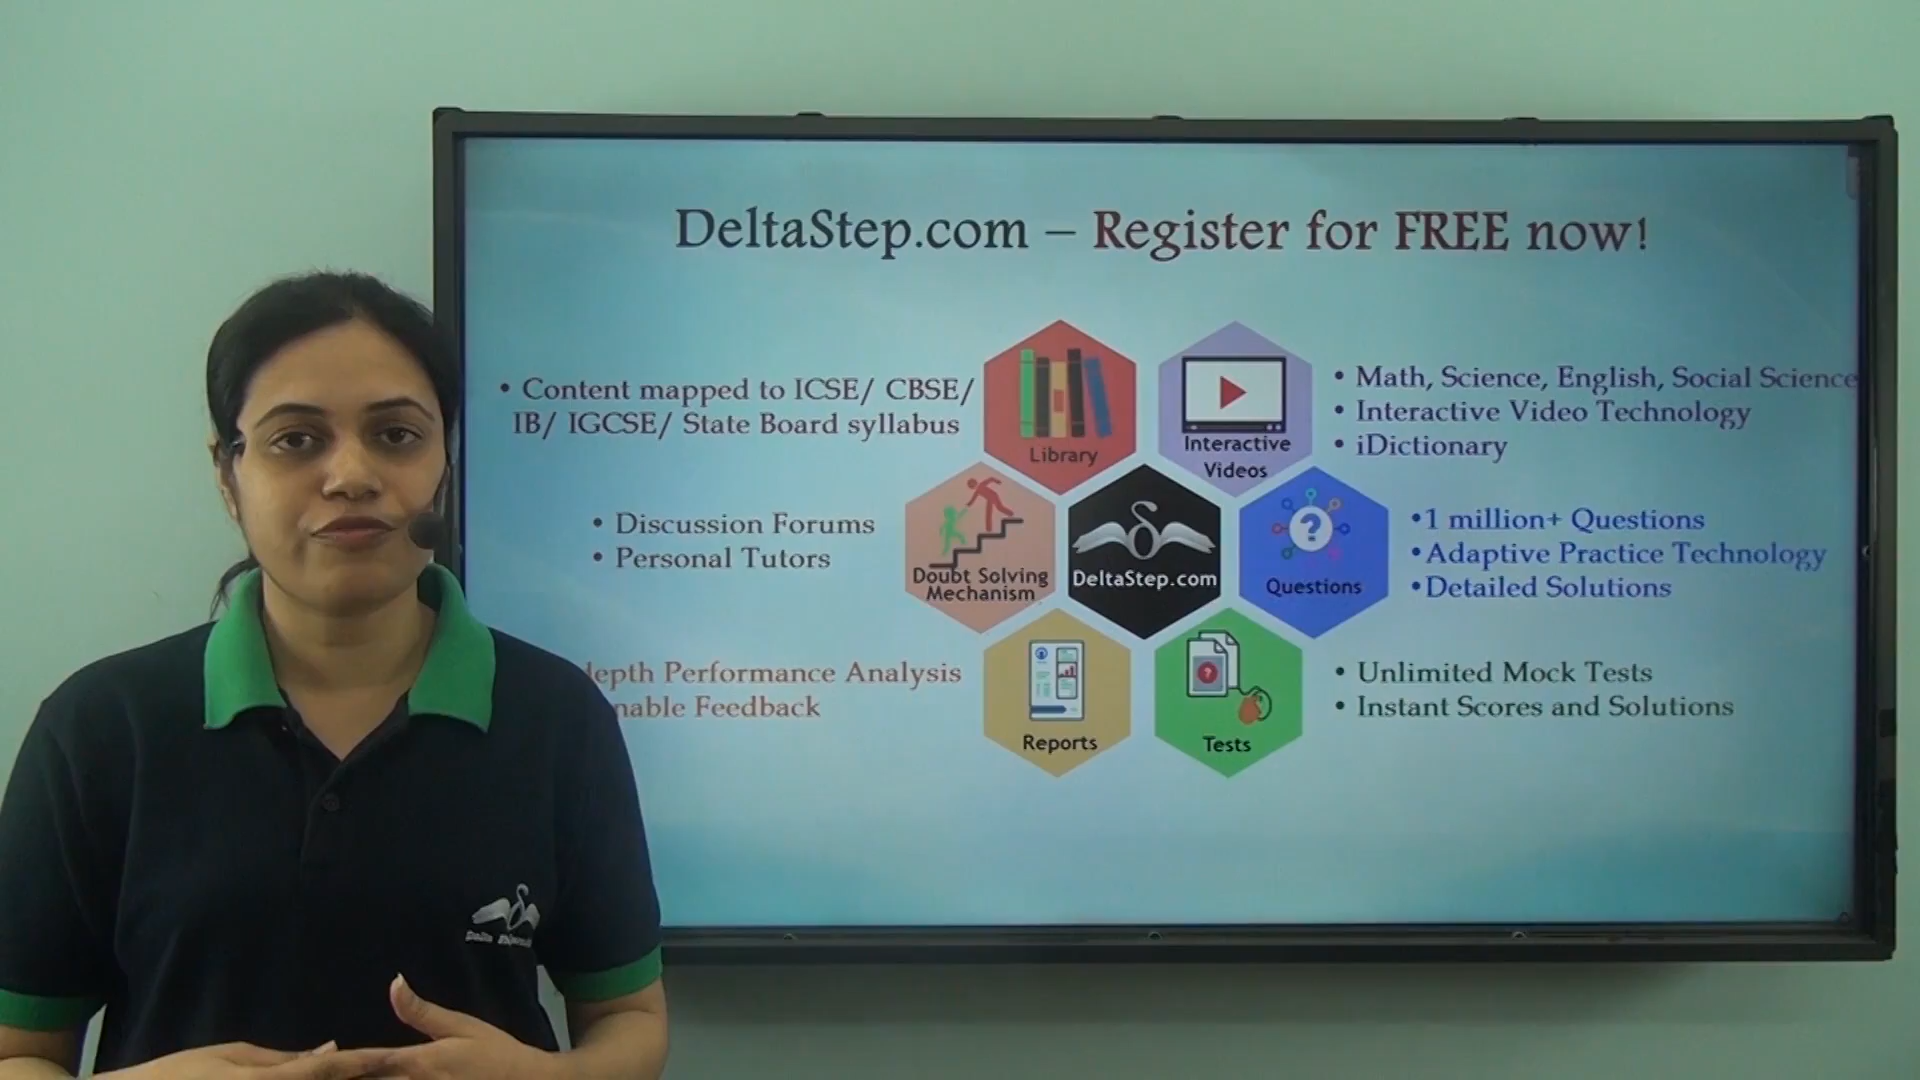 DeltaStep.com – Register for FREE now!
• Content mapped to ICSE/ CBSE/
IB/ IGCSE/ State Board syllabus
Library
Interactive
Videos
• Math, Science, English, Social Science
• Interactive Video Technology
• iDictionary
• Discussion Forums
• Personal Tutors
Doubt Solving
Mechanism
DeltaStep.com
Questions
•1 million+ Questions
•Adaptive Practice Technology
•Detailed Solutions
depth Performance Analysis
Feedback
Reports
Tests
• Unlimited Mock Tests
• Instant Scores and Solutions
Delta